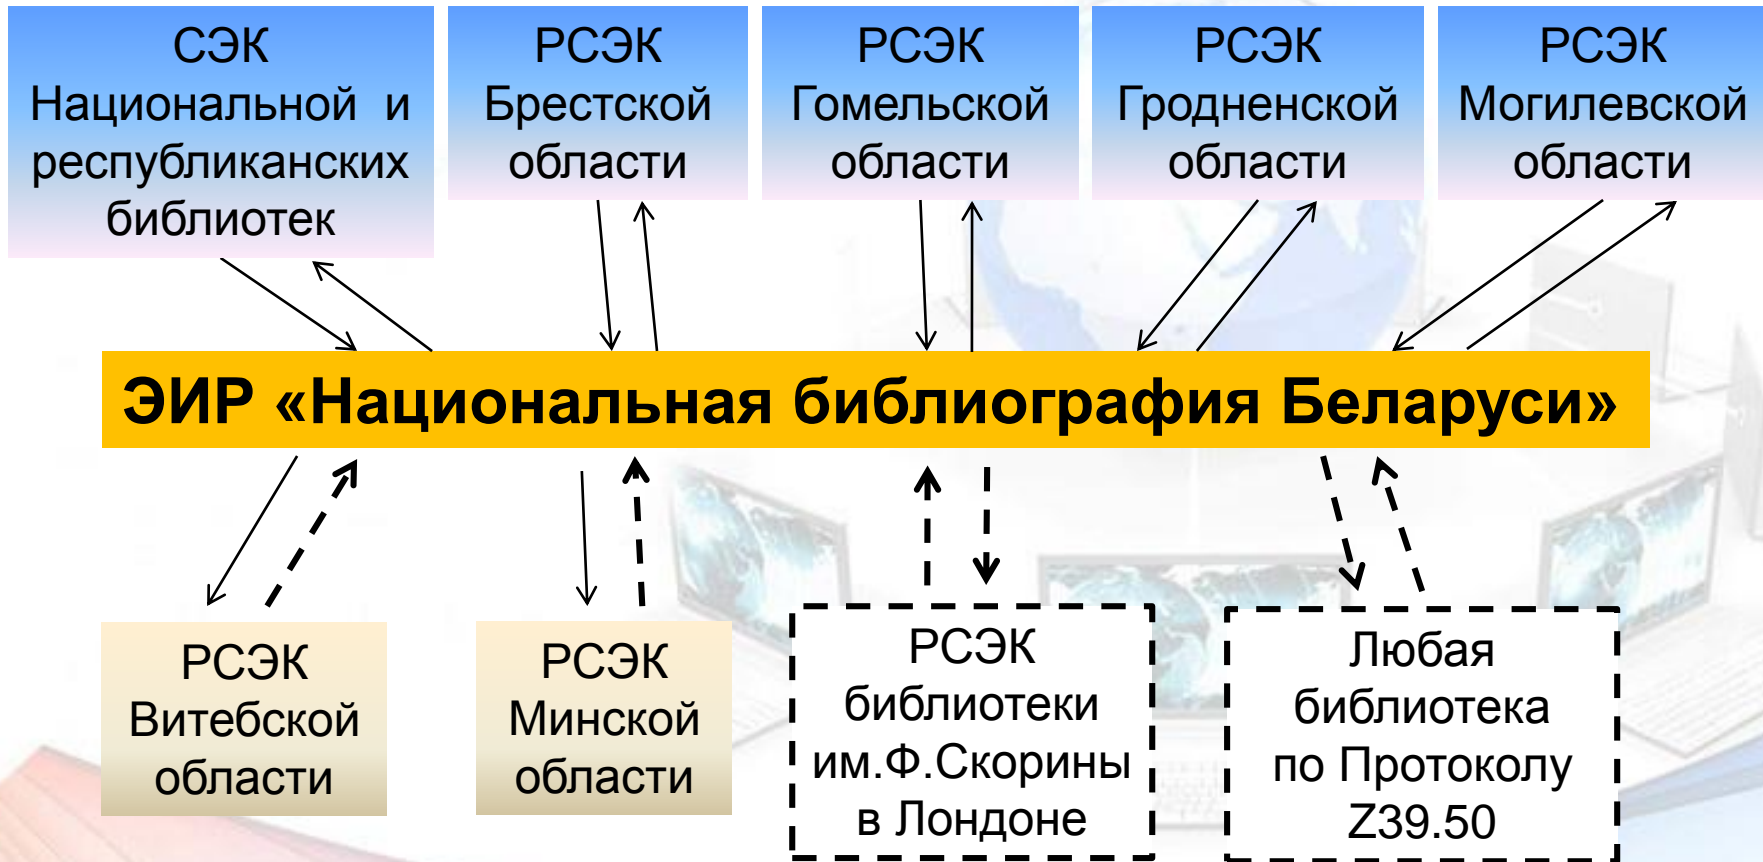 СЭК
Национальной и
республиканских
библиотек
РСЭК
Брестской
области
РСЭК
Гомельской
области
РСЭК
Гродненской
области
РСЭК
Могилевской
области
ЭИР «Национальная библиография Беларуси»
РСЭК
Витебской
области
РСЭК
Минской
области
РСЭК
библиотеки
им.Ф.Скорины
в Лондоне
Любая
библиотека
по Протоколу
Z39.50